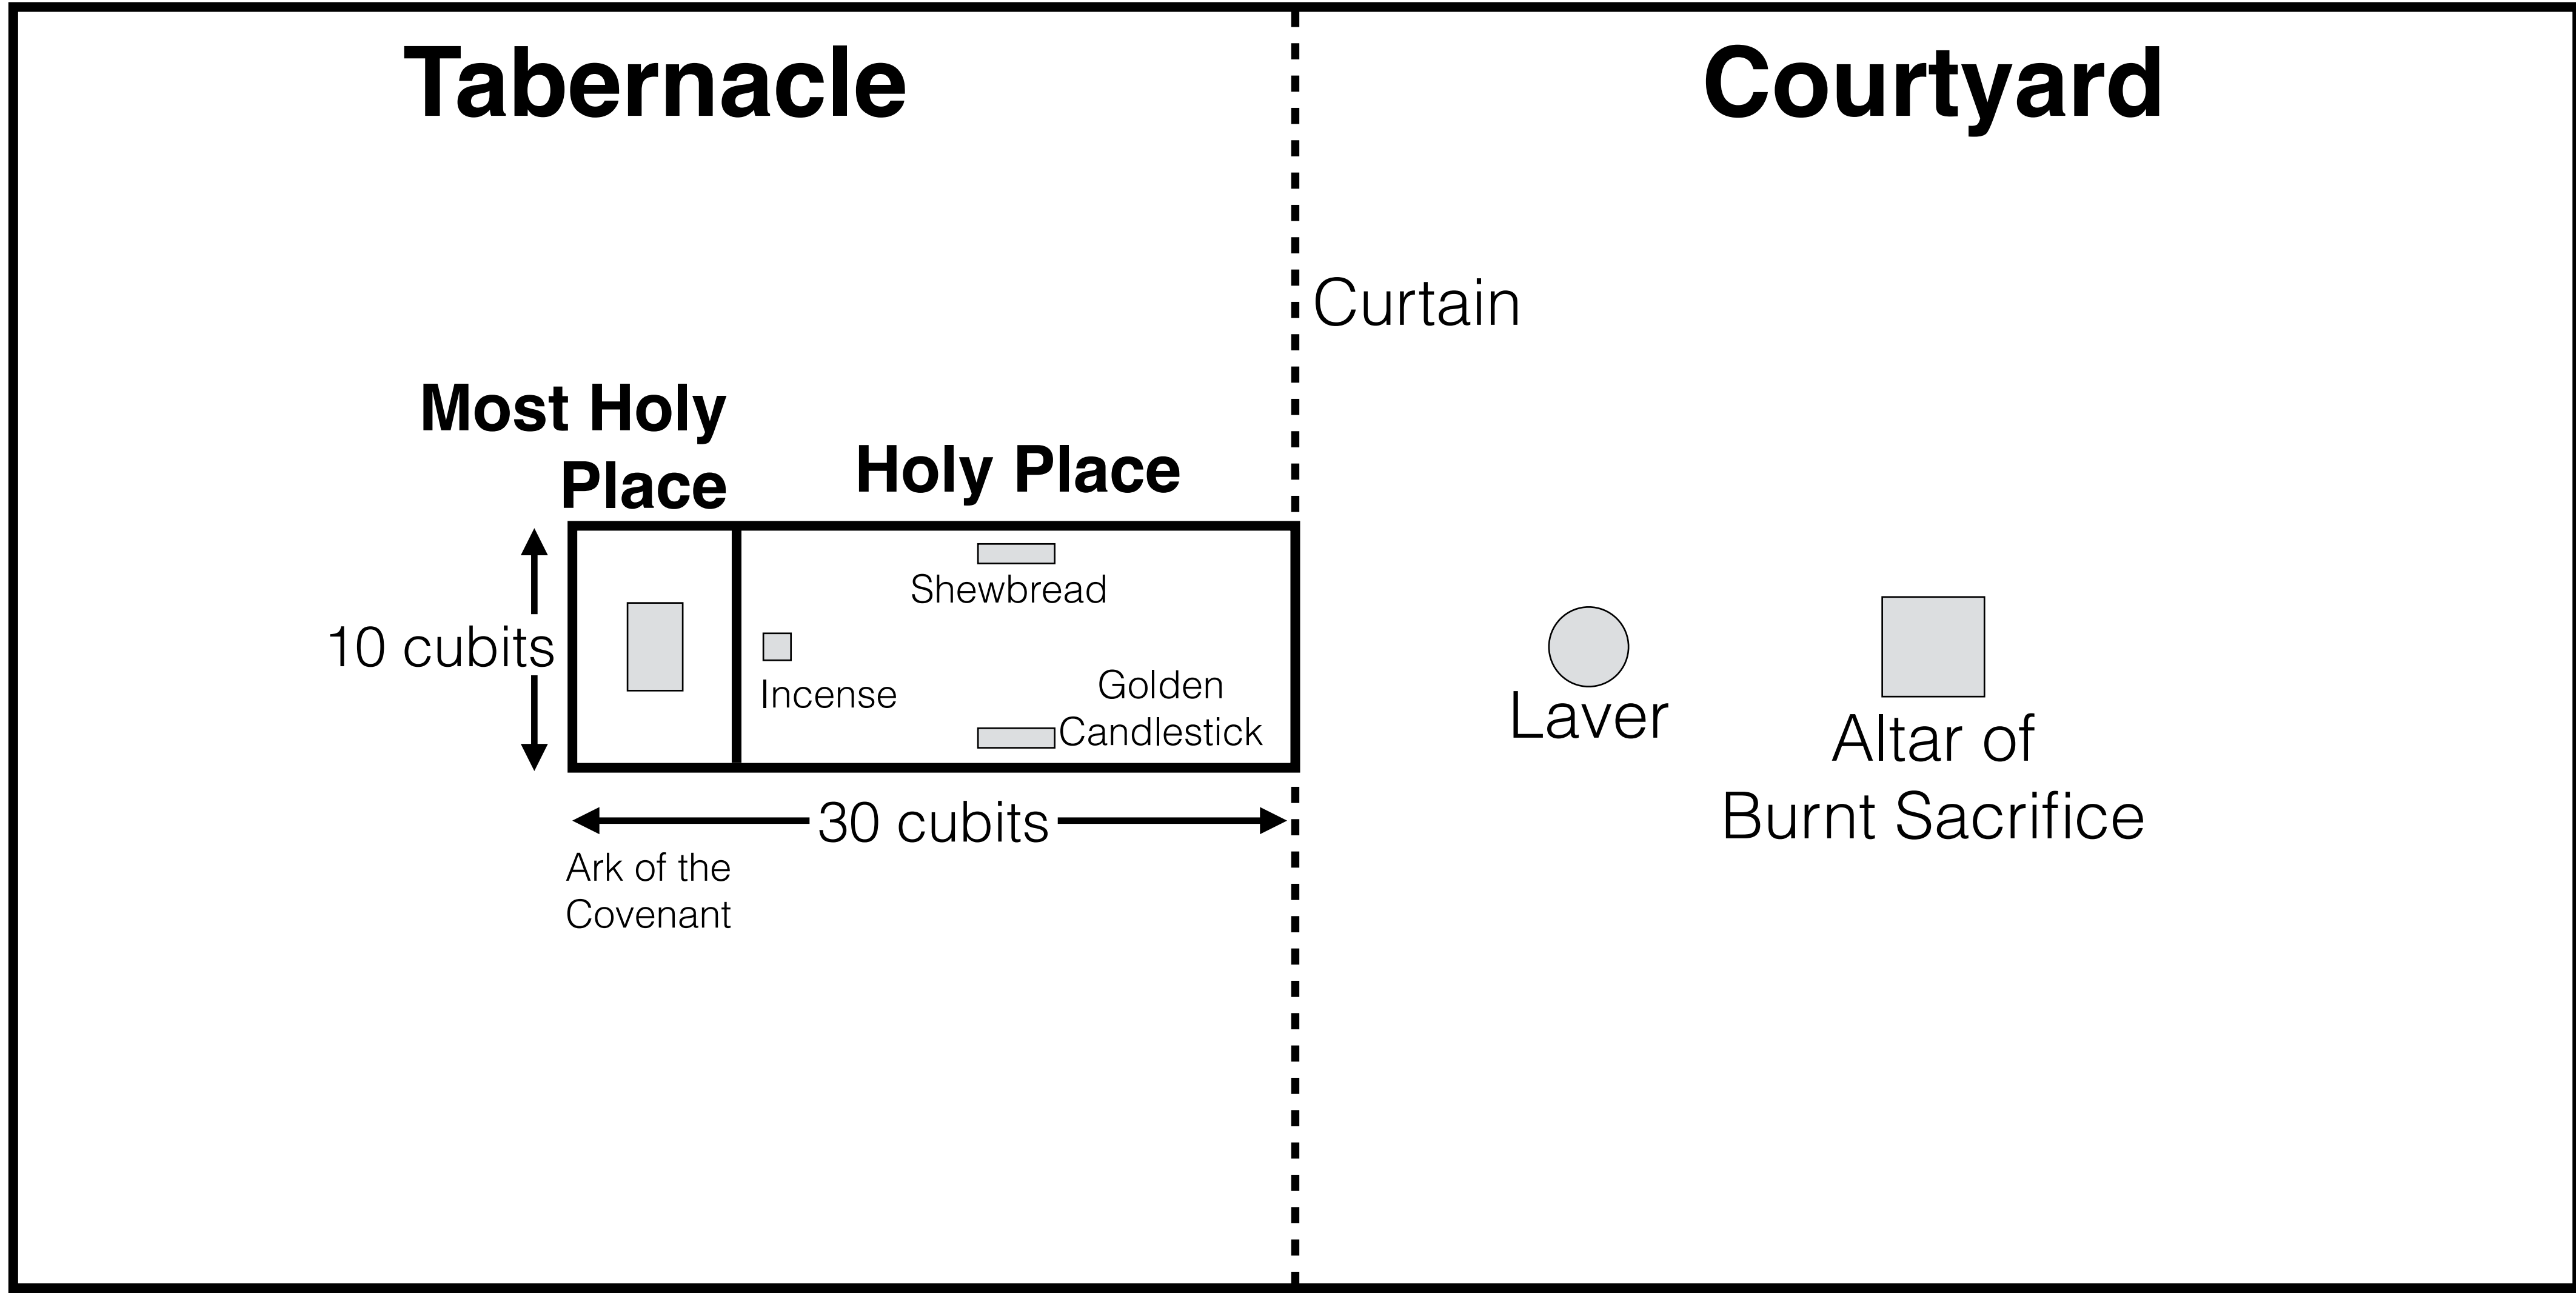 Tabernacle
Courtyard
Curtain
Most Holy
Place
Holy Place
Shewbread
10 cubits
Incense
Golden
Candlestick
Laver
Altar of
Burnt Sacrifice
30 cubits
Ark of the
Covenant